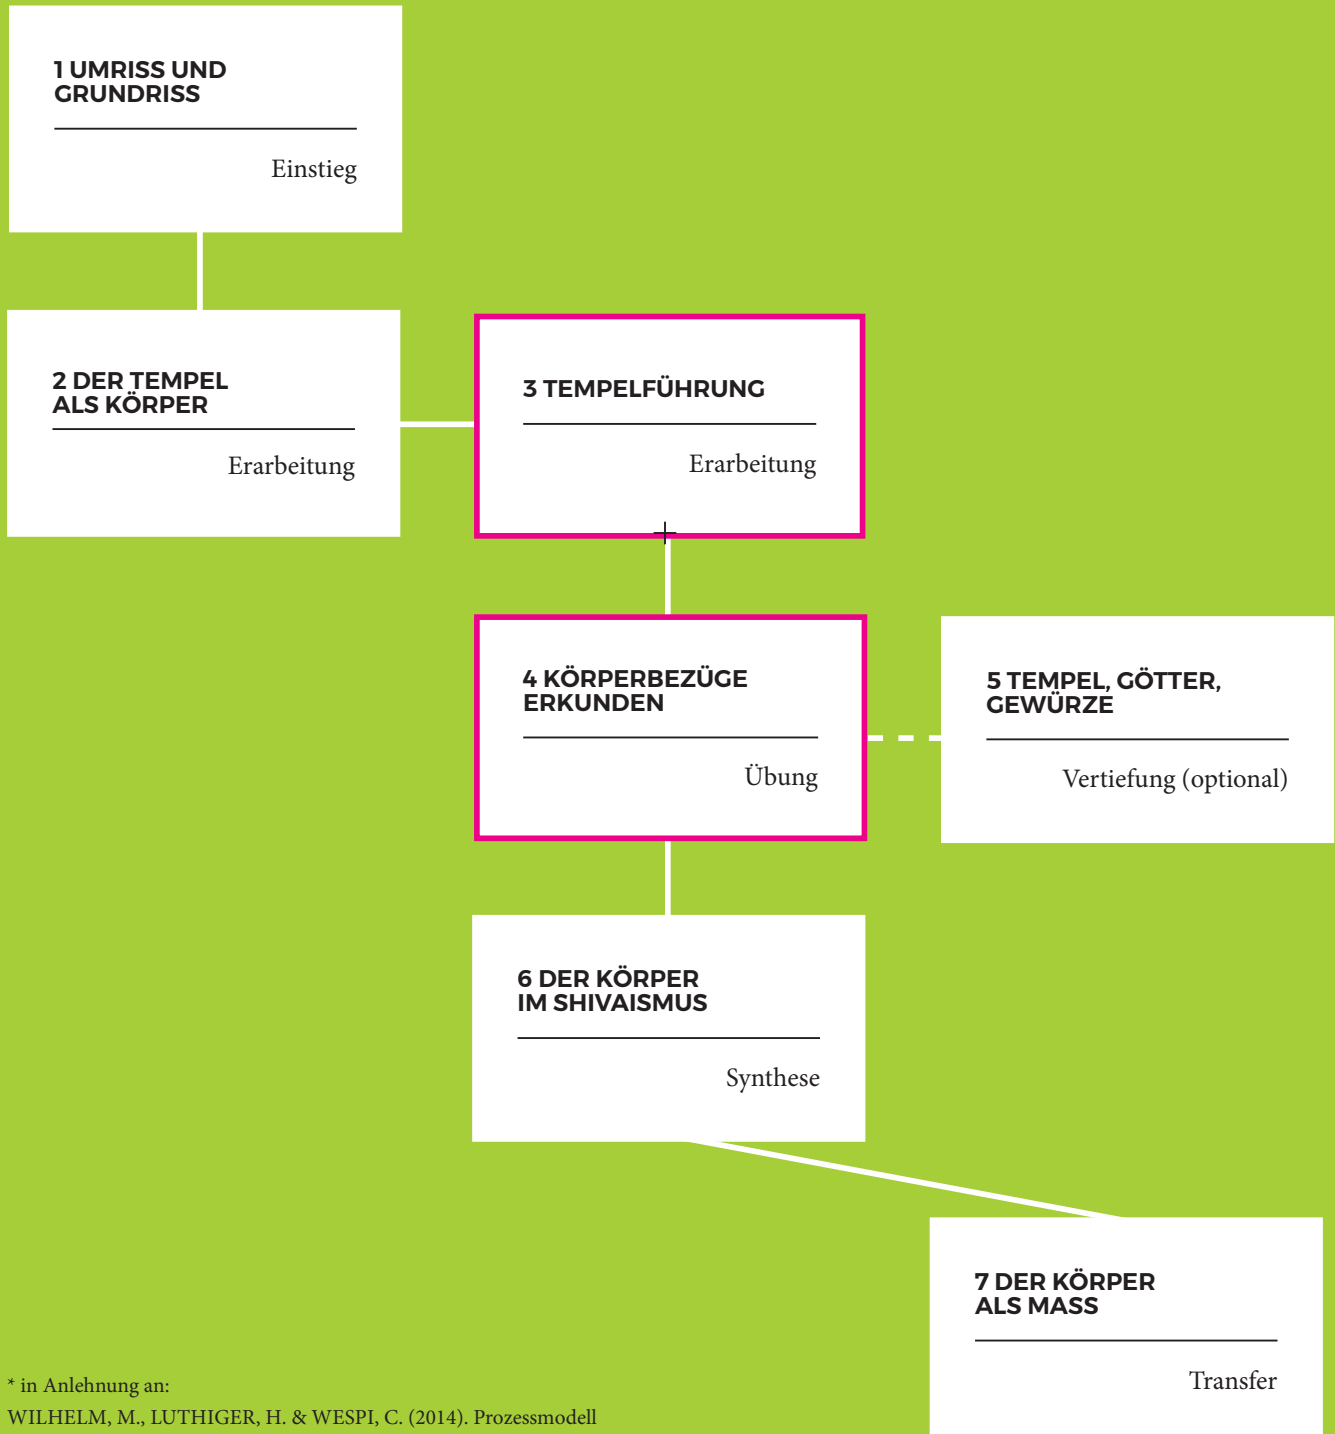 1 UMRISS UND
GRUNDRISS
Einstieg
2 DER TEMPEL
ALS KÖRPER
Erarbeitung
3 TEMPELFÜHRUNG
Erarbeitung
4 KÖRPERBEZÜGE
ERKUNDEN
Übung
5 TEMPEL, GÖTTER,
GEWÜRZE
Vertiefung (optional)
6 DER KÖRPER
IM SHIVAISMUS
Synthese
7 DER KÖRPER
ALS MASS
Transfer
* in Anlehnung an:
WILHELM, M., LUTHIGER, H. & WESPI, C. (2014). Prozessmodell